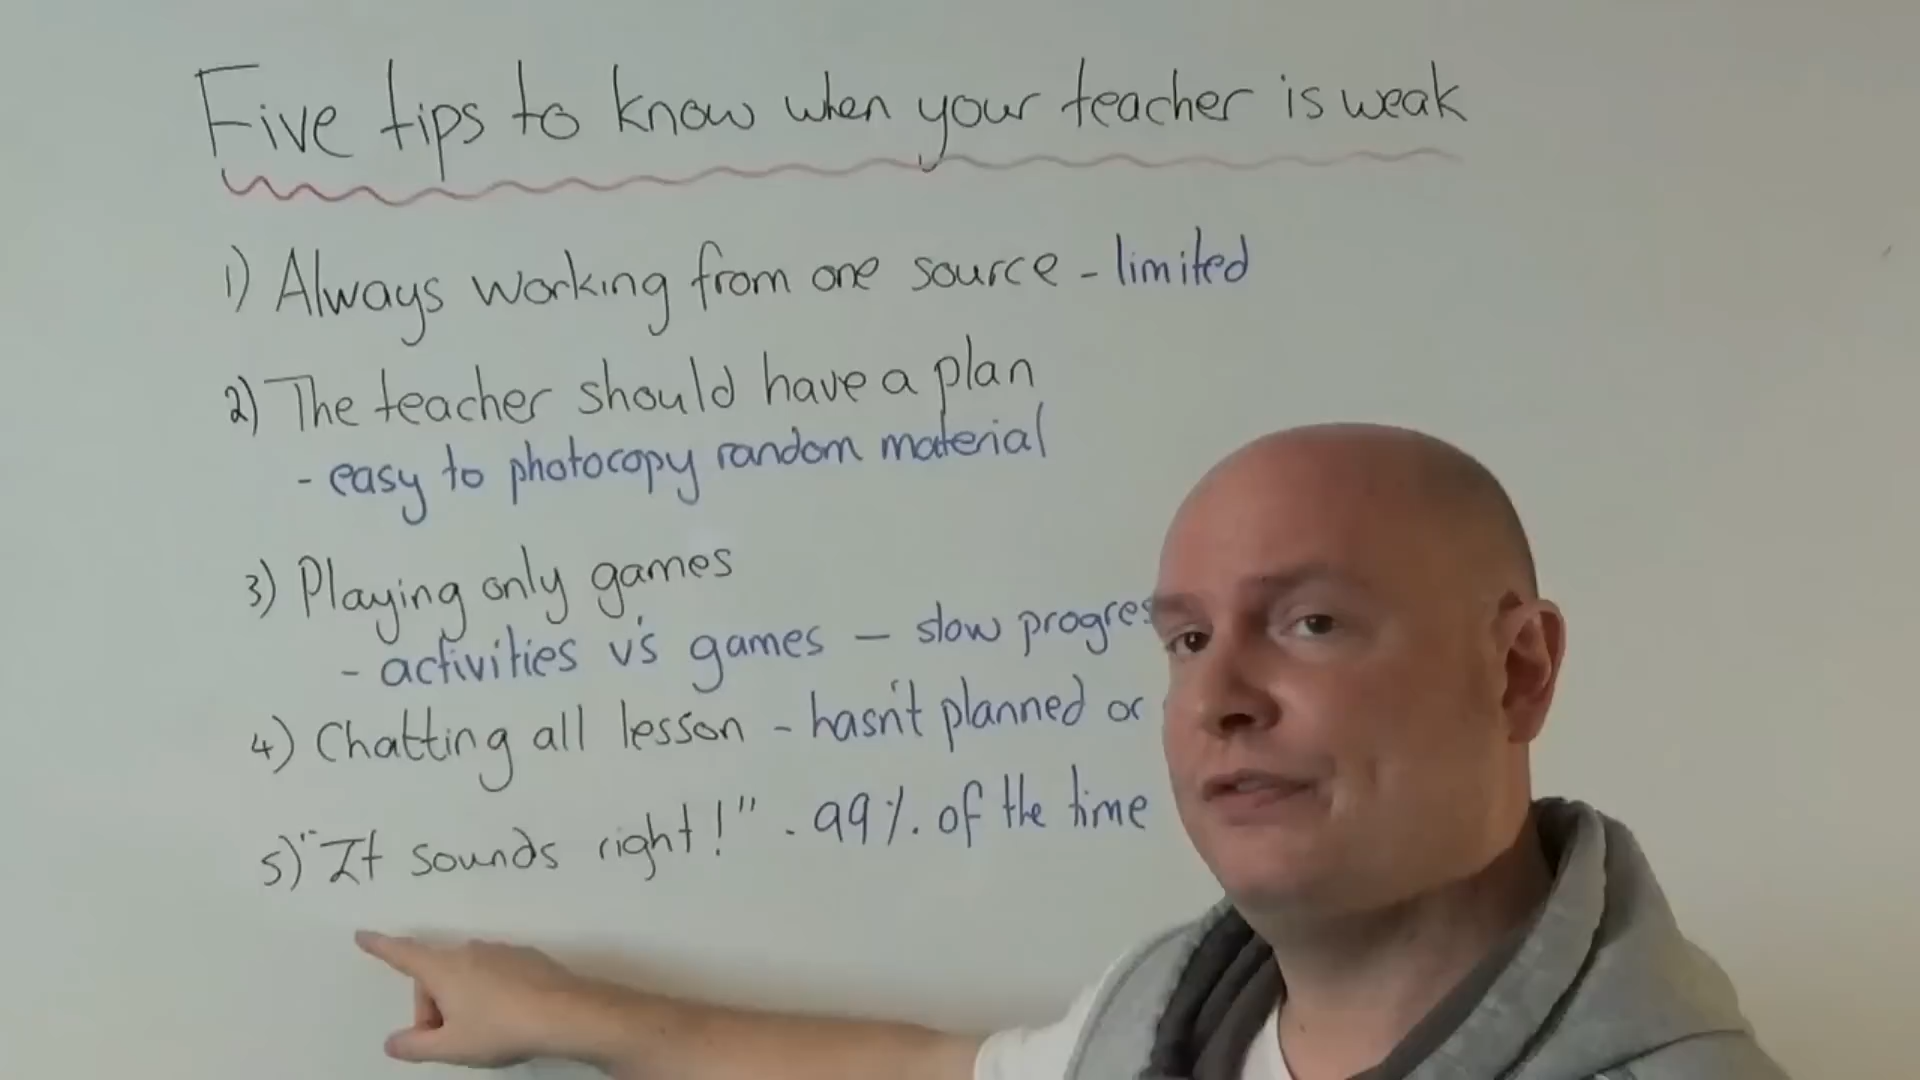 Five tips to know when your teacher is weak
1) Always working from one source - limited
2) The teacher should have a plan
- easy to photocopy random material
3) Playing only games
- activities v's games - slow progres
4) Chatting all lesson - hasn't planned or
5) "It sounds right!" - 99% of the time